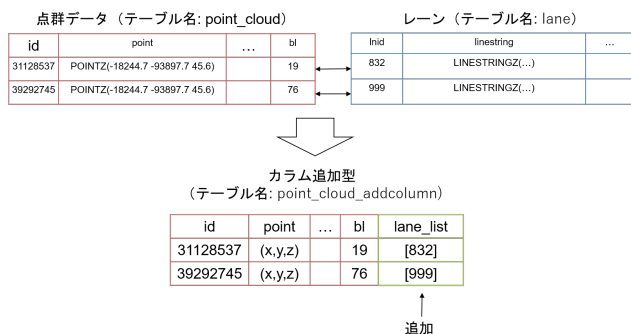 点群データ（テーブル名: point_cloud）
id point … bl
31128537 POINTZ(-18244.7 -93897.7 45.6) 19
39292745 POINTZ(-18244.7 -93897.7 45.6) 76
レーン（テーブル名: lane）
lnid linestring …
832 LINESTRINGZ(…)
999 LINESTRINGZ(…)
カラム追加型
（テーブル名: point_cloud_addcolumn）
id point … bl lane_list
31128537 (x,y,z) 19 [832]
39292745 (x,y,z) 76 [999]
追加